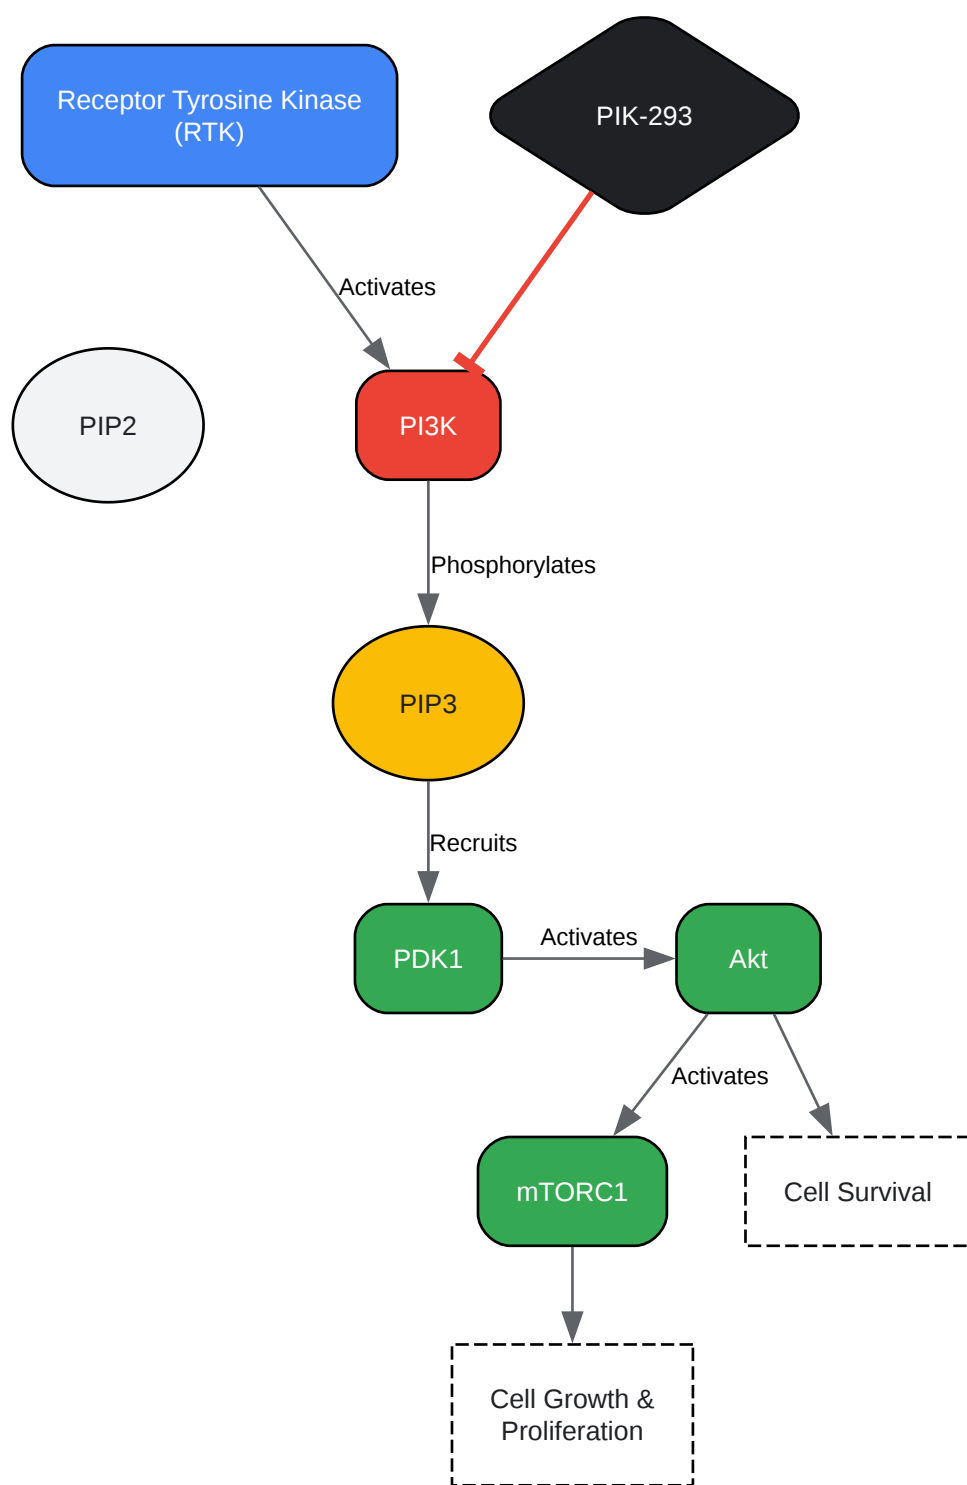 Receptor Tyrosine Kinase
(RTK)
PIK-293
Activates
PIP2
PI3K
Phosphorylates
PIP3
Recruits
PDK1
Activates
Akt
Activates
mTORC1
Cell Survival
Cell Growth &
Proliferation